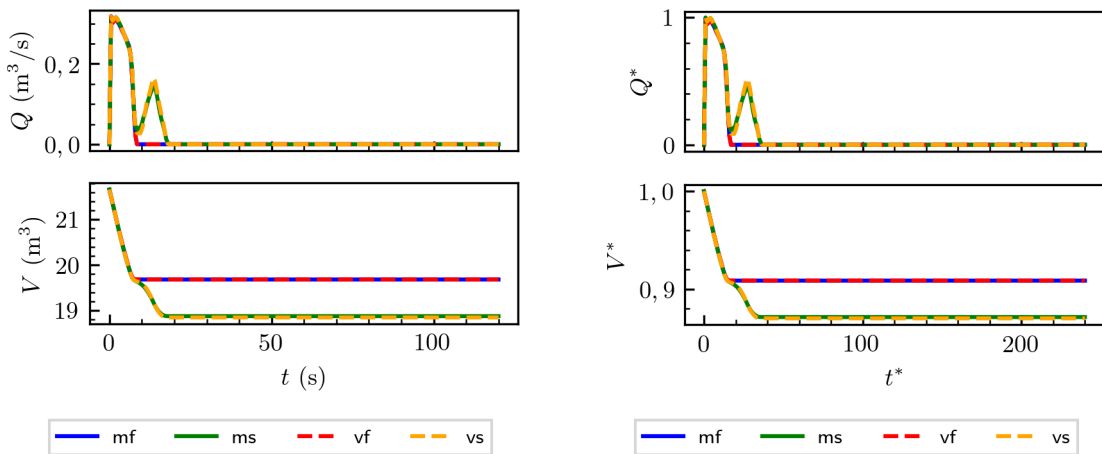 Q (m³/s)
0, 2
0, 0
V (m³)
21
20
19
0 50 100
t (s)
mf ms vf vs
Q*
1
0
V*
1, 0
0, 9
0 100 200
t*
mf ms vf vs